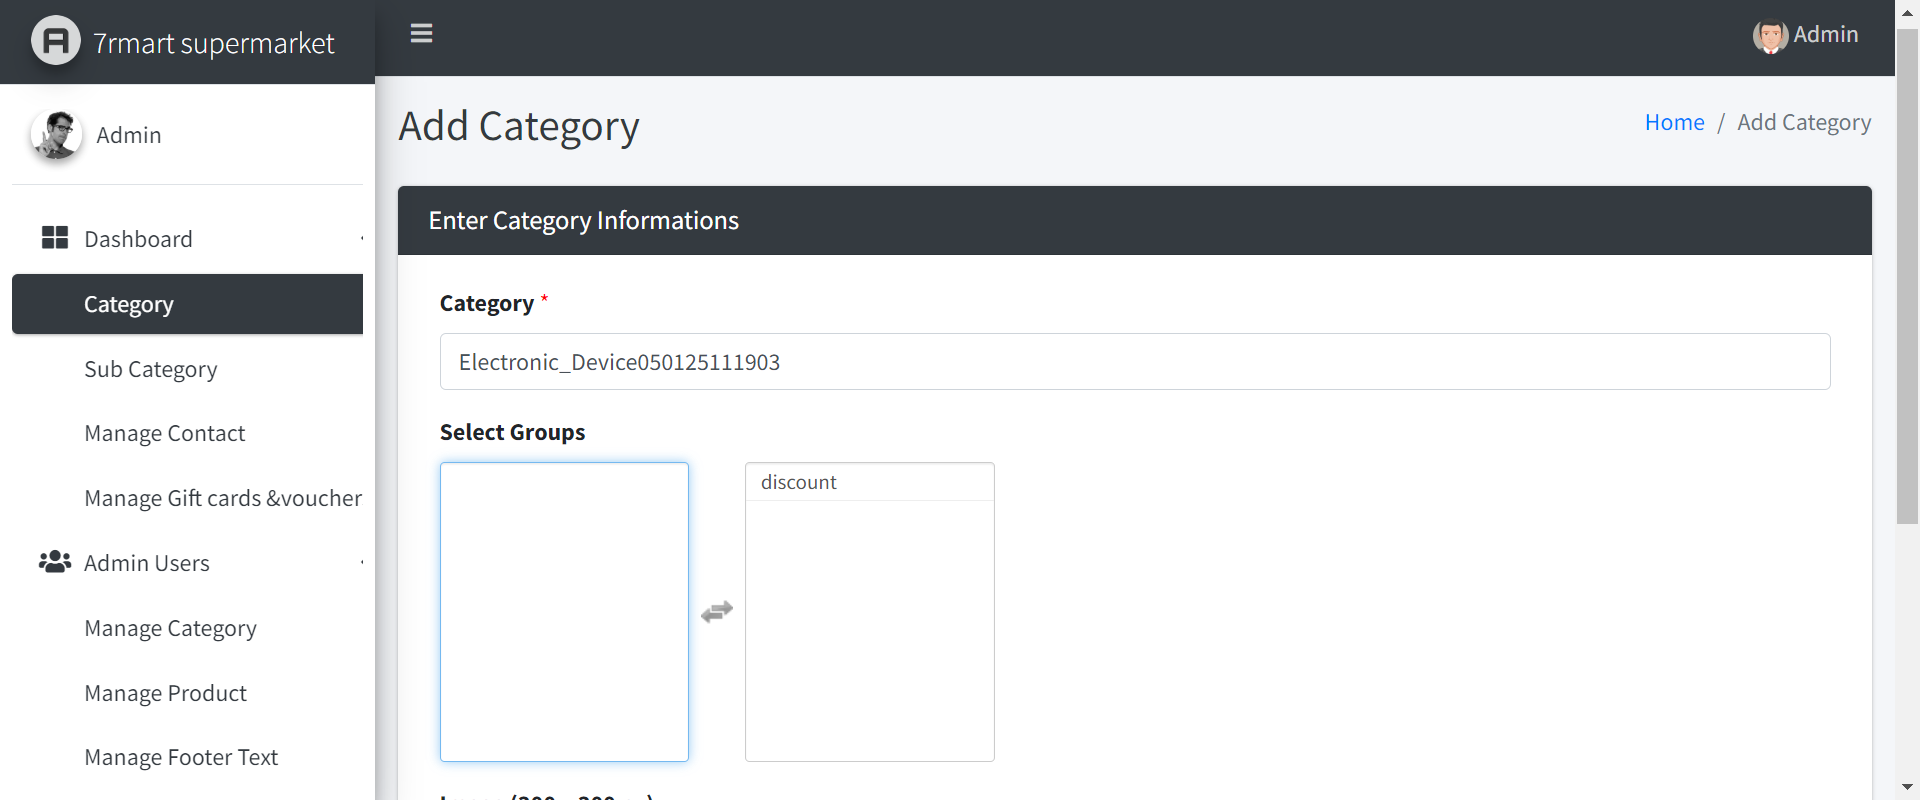 7rmart supermarket
Admin
Admin
Add Category
Home / Add Category
Dashboard
Category
Sub Category
Manage Contact
Manage Gift cards &voucher
Admin Users
Manage Category
Manage Product
Manage Footer Text
Enter Category Informations
Category *
Electronic_Device050125111903
Select Groups
discount